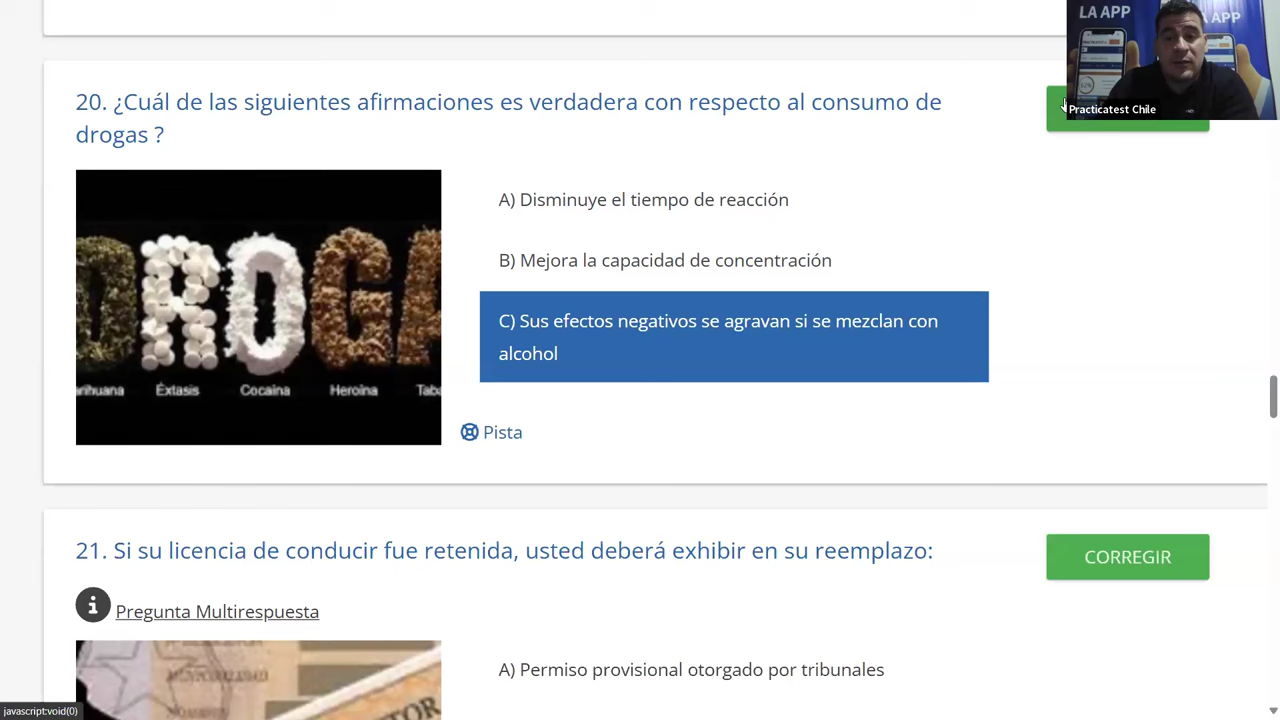 LA APP
LA APP
Practicatest Chile
20. ¿Cuál de las siguientes afirmaciones es verdadera con respecto al consumo de
drogas ?
DROGA
Éxtasis
Cocaina
Heroina
A) Disminuye el tiempo de reacción
B) Mejora la capacidad de concentración
C) Sus efectos negativos se agravan si se mezclan con
alcohol
Pista
21. Si su licencia de conducir fue retenida, usted deberá exhibir en su reemplazo:
CORREGIR
Pregunta Multirespuesta
A) Permiso provisional otorgado por tribunales
javascript:void(0)